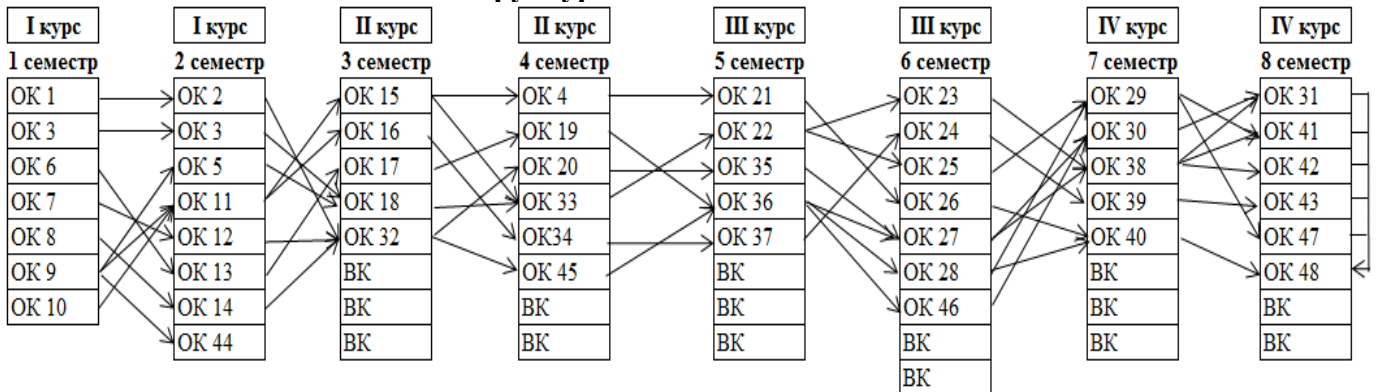 I курс I курс II курс II курс III курс III курс IV курс IV курс
1 семестр 2 семестр 3 семестр 4 семестр 5 семестр 6 семестр 7 семестр 8 семестр
ОК 1 ОК 2 ОК 15 ОК 4 ОК 21 ОК 23 ОК 29 ОК 31
ОК 3 ОК 3 ОК 16 ОК 19 ОК 22 ОК 24 ОК 30 ОК 41
ОК 6 ОК 5 ОК 17 ОК 20 ОК 35 ОК 25 ОК 38 ОК 42
ОК 7 ОК 11 ОК 18 ОК 33 ОК 36 ОК 26 ОК 39 ОК 43
ОК 8 ОК 12 ОК 32 ОК34 ОК 37 ОК 27 ОК 40 ОК 47
ОК 9 ОК 13 ВК ОК 45 ВК ОК 28 ВК ОК 48
ОК 10 ОК 14 ВК ВК ВК ОК 46 ВК ВК
ОК 44 ВК ВК ВК ВК ВК ВК
ВК